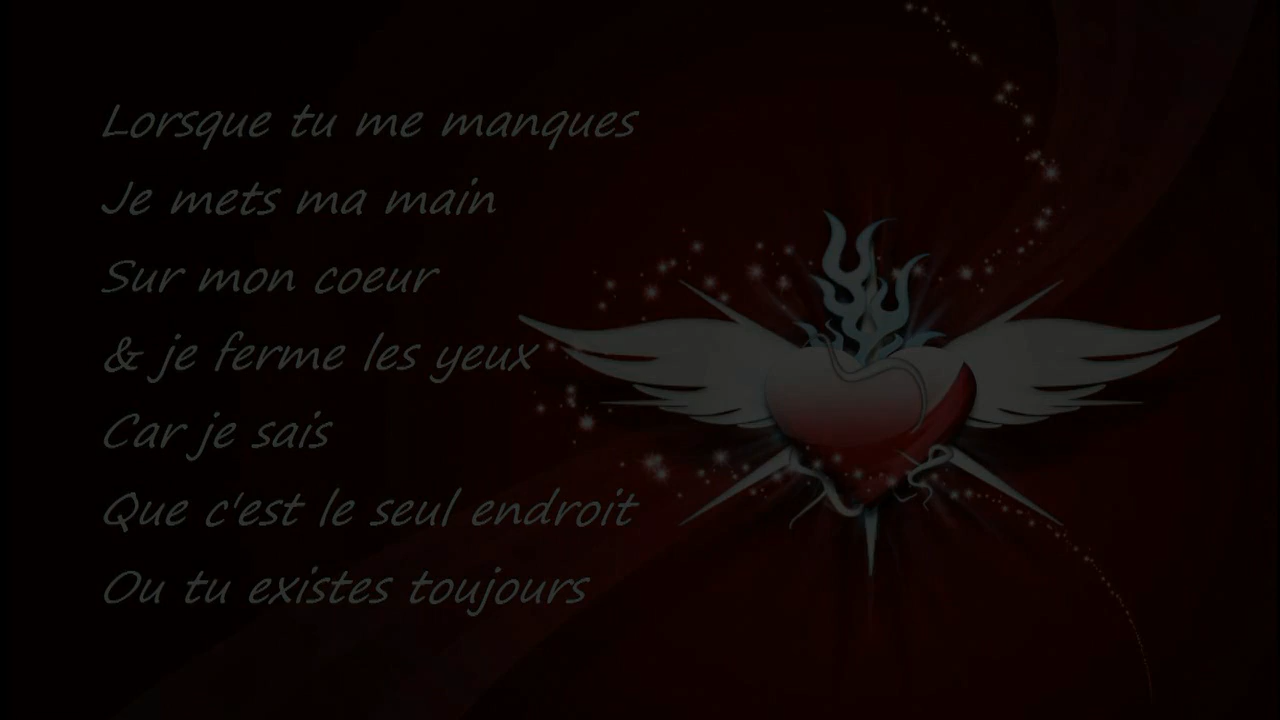 Lorsque tu me manques
Je mets ma main
Sur mon coeur
& je ferme les yeux
Car je sais
Que c'est le seul endroit
Ou tu existes toujours